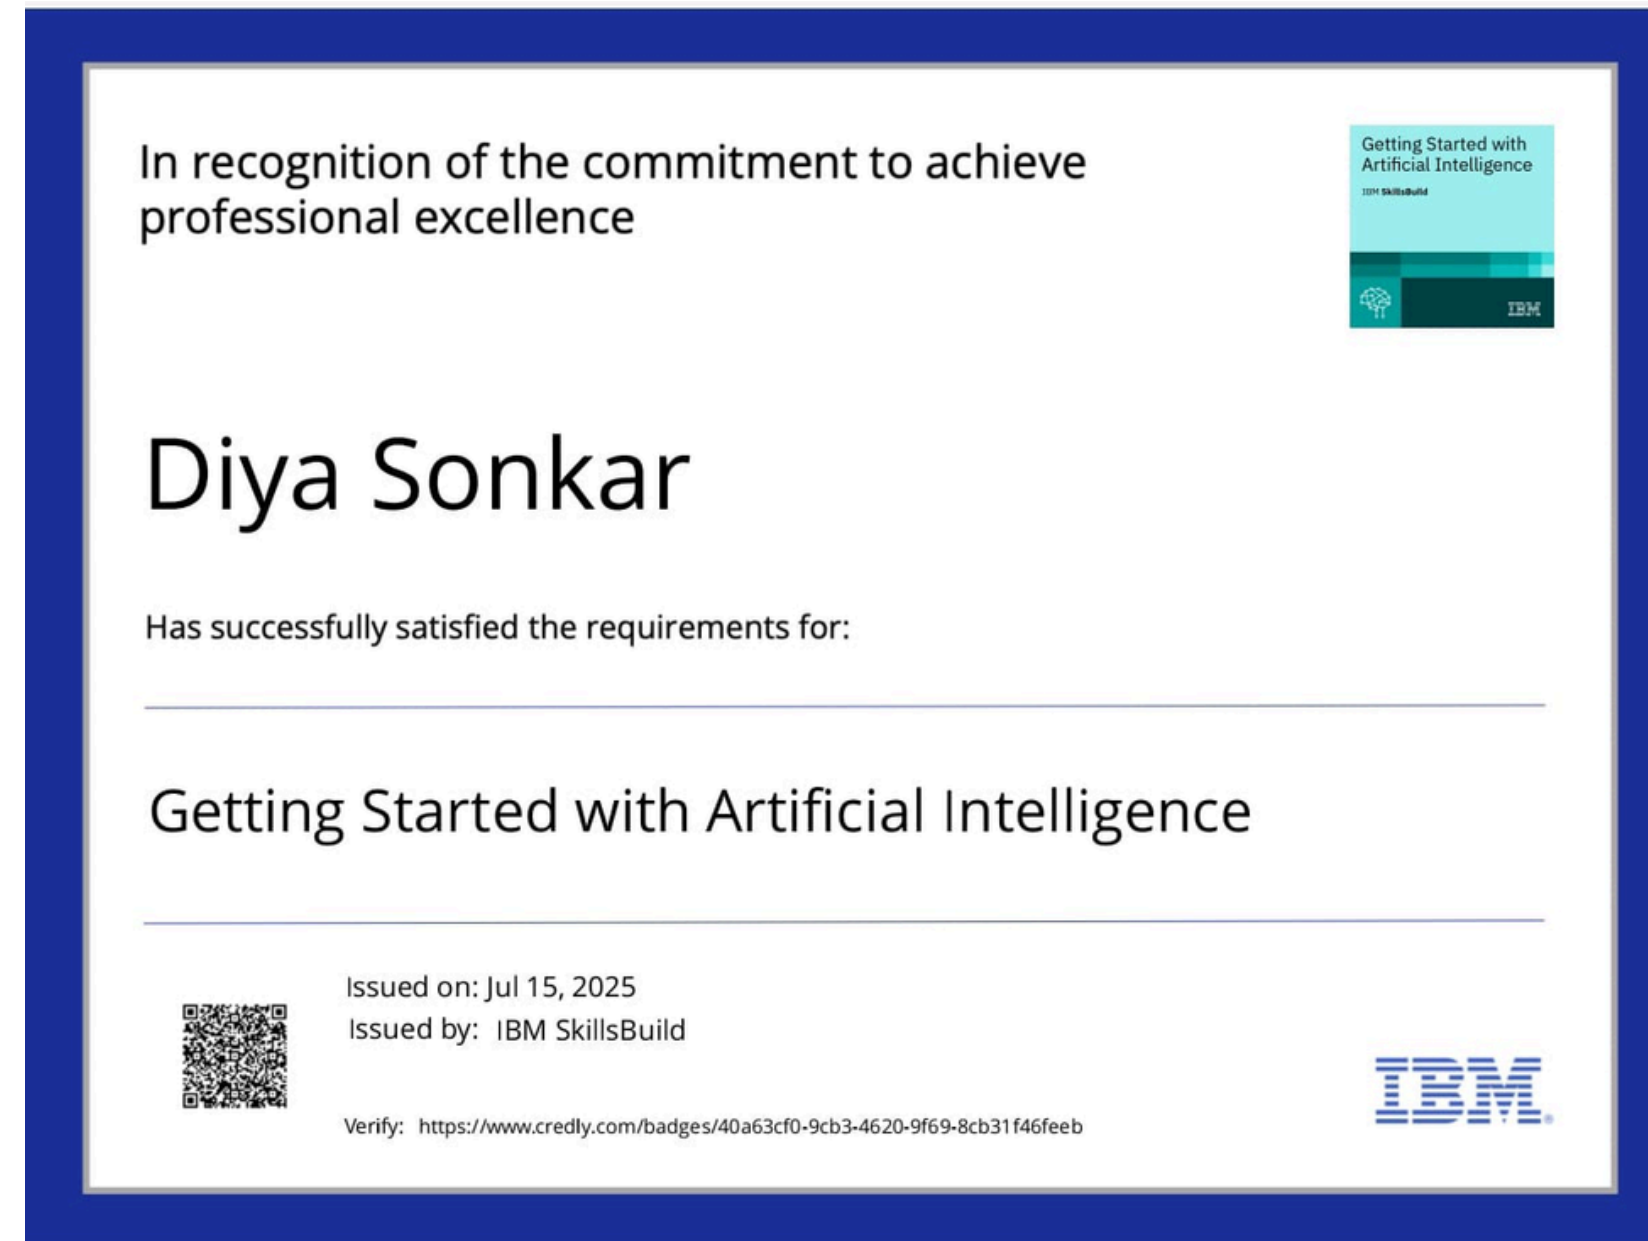 In recognition of the commitment to achieve
professional excellence
Getting Started with
Artificial Intelligence
IBM SkillsBuild
IBM
Diya Sonkar
Has successfully satisfied the requirements for:
Getting Started with Artificial Intelligence
Issued on: Jul 15, 2025
Issued by: IBM SkillsBuild
IBM®
Verify: https://www.credly.com/badges/40a63cf0-9cb3-4620-9f69-8cb31f46feeb